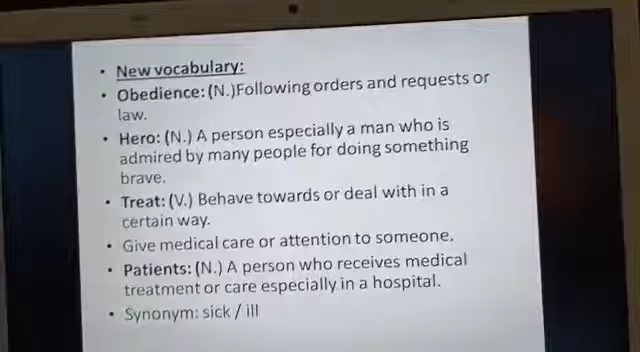 • New vocabulary:
• Obedience: (N.)Following orders and requests or
law.
• Hero: (N.) A person especially a man who is
admired by many people for doing something
brave.
• Treat: (V.) Behave towards or deal with in a
certain way.
• Give medical care or attention to someone.
• Patients: (N.) A person who receives medical
treatment or care especially in a hospital.
• Synonym: sick / ill